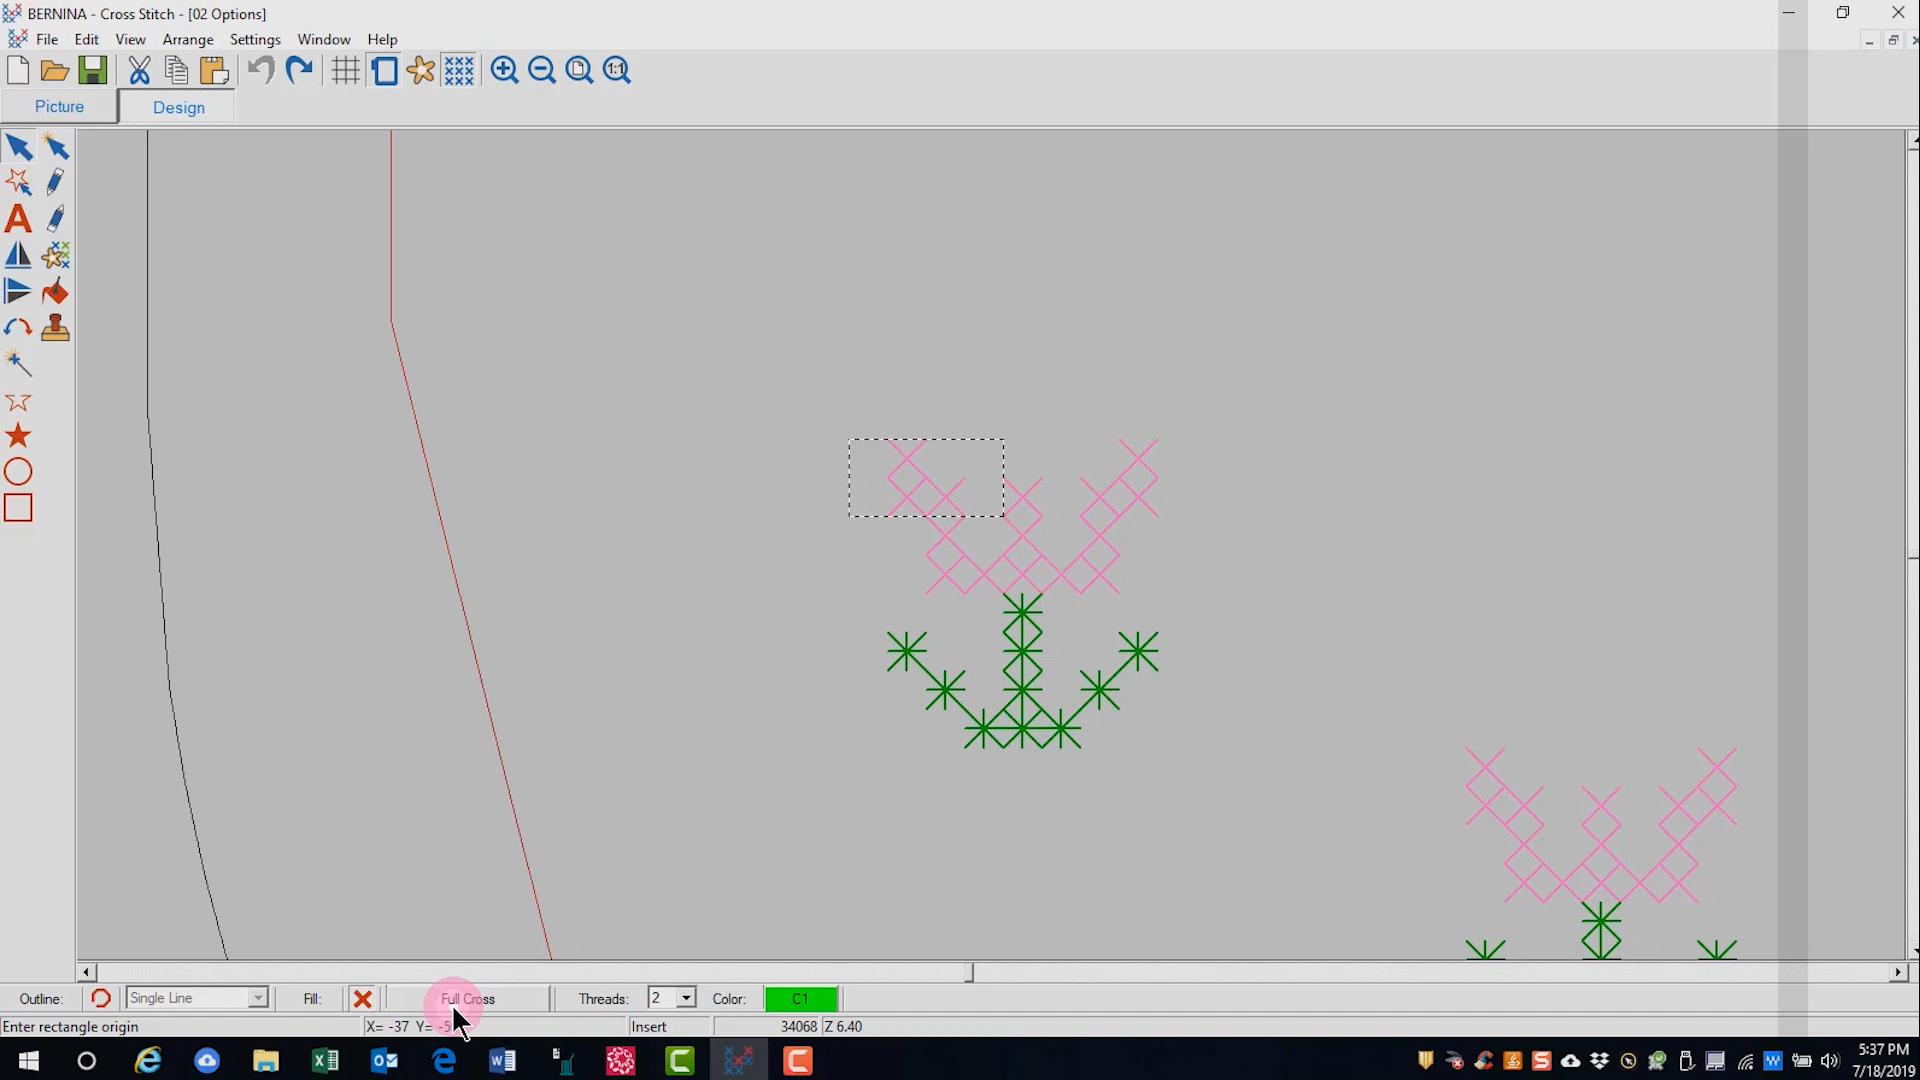 BERNINA - Cross Stitch - [02 Options]
File Edit View Arrange Settings Window Help
1:1
Picture Design
A
Outline: Single Line Fill: Full Cross Threads: 2 Color: C1
Enter rectangle origin X= -37 Y= Insert 34068 Z 6.40
5:37 PM
7/18/2019